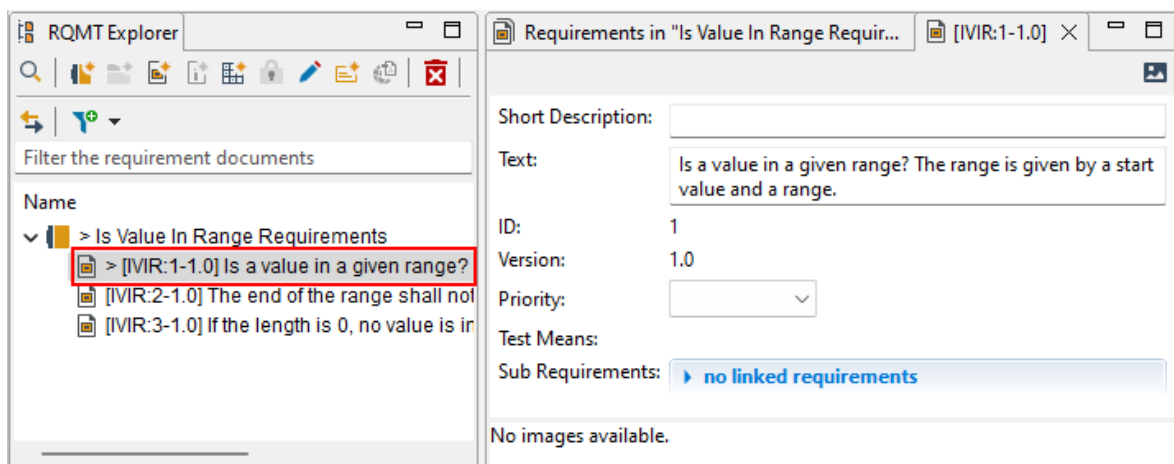 RQMT Explorer
Filter the requirement documents
Name
> Is Value In Range Requirements
> [IVIR:1-1.0] Is a value in a given range?
[IVIR:2-1.0] The end of the range shall not
[IVIR:3-1.0] If the length is 0, no value is in
Requirements in "Is Value In Range Requir...
[IVIR:1-1.0]
Short Description:
Text:
Is a value in a given range? The range is given by a start
value and a range.
ID:
1
Version:
1.0
Priority:
Test Means:
Sub Requirements:
no linked requirements
No images available.